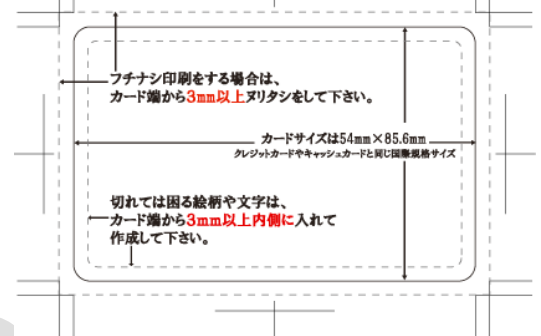 フチナシ印刷をする場合は、
カード端から3mm以上ヌリタシをして下さい。
カードサイズは54mm×85.6mm
クレジットカードやキャッシュカードと同じ国際規格サイズ
切れては困る絵柄や文字は、
カード端から3mm以上内側に入れて
作成して下さい。